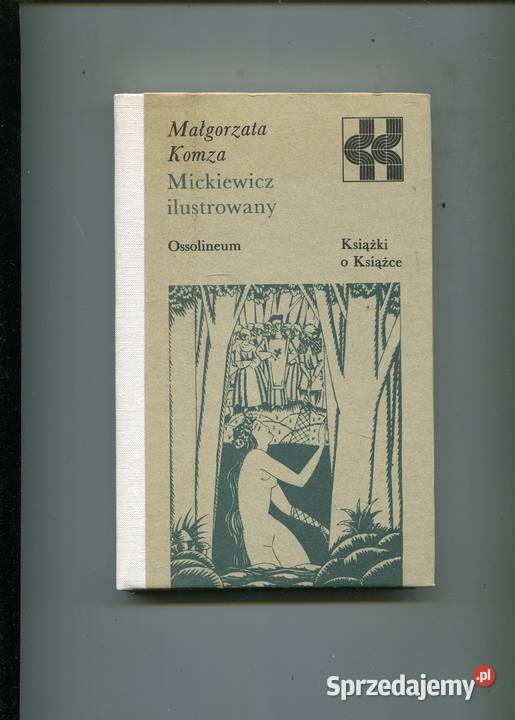 Małgorzata
Komza
Mickiewicz
ilustrowany
Ossolineum
Książki
o Książce
Sprzedajemy.pl